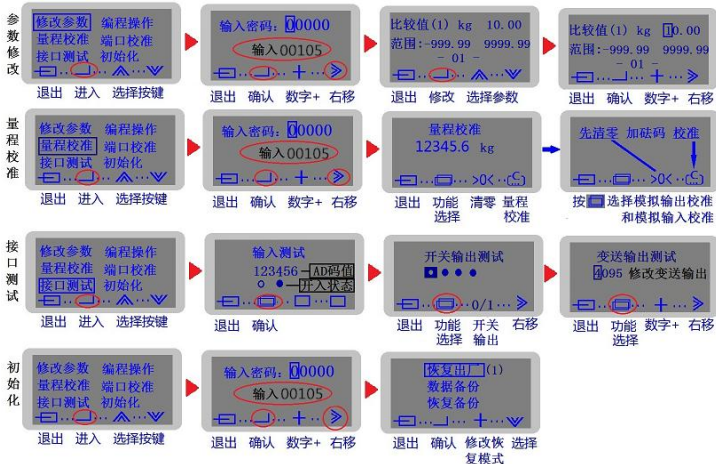 参数修改
修改参数 编程操作
量程校准 端口校准
接口测试 初始化
退出 进入 选择按键
输入密码: 00000
输入00105
退出 确认 数字+ 右移
比较值(1) kg 10.00
范围:-999.99 9999.99
- 01 -
退出 修改 选择参数
比较值(1) kg 10.00
范围:-999.99 9999.99
- 01 -
退出 确认 数字+ 右移
量程校准
修改参数 编程操作
量程校准 端口校准
接口测试 初始化
退出 进入 选择按键
输入密码: 00000
输入00105
退出 确认 数字+ 右移
量程校准
12345.6 kg
>0< C
退出 功能选择 清零 量程校准
先清零 加砝码 校准
>0< C
按 选择模拟输出校准
和模拟输入校准
接口测试
修改参数 编程操作
量程校准 端口校准
接口测试 初始化
退出 进入 选择按键
输入测试
123456 AD码值
开入状态
退出 确认
开关输出测试
0/1
退出 功能选择 开关输出 右移
变送输出测试
4095 修改变送输出
退出 功能选择 数字+ 右移
初始化
修改参数 编程操作
量程校准 端口校准
接口测试 初始化
退出 进入 选择按键
输入密码: 00000
输入00105
退出 确认 数字+ 右移
恢复出厂(1)
数据备份
恢复备份
退出 确认 修改恢复模式 选择